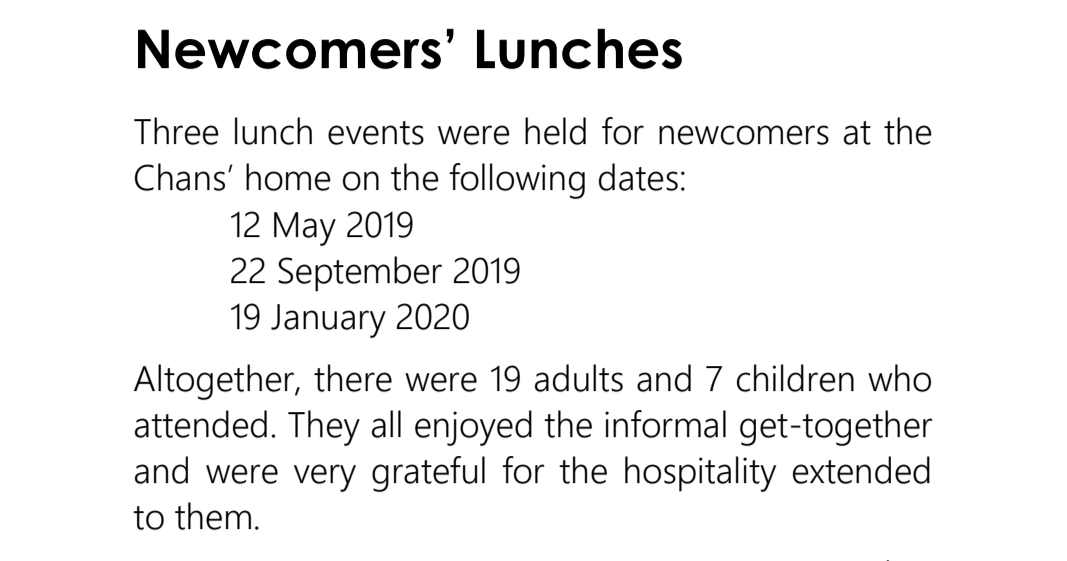 Newcomers’ Lunches
Three lunch events were held for newcomers at the
Chans’ home on the following dates:
12 May 2019
22 September 2019
19 January 2020
Altogether, there were 19 adults and 7 children who
attended. They all enjoyed the informal get-together
and were very grateful for the hospitality extended
to them.